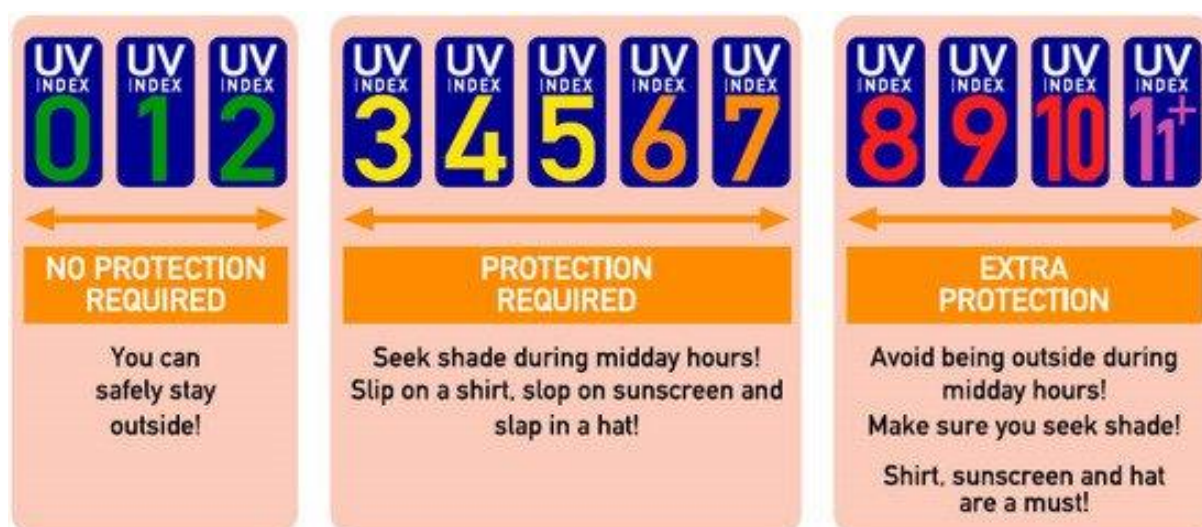 UV INDEX 0
UV INDEX 1
UV INDEX 2
NO PROTECTION
REQUIRED
You can
safely stay
outside!
UV INDEX 3
UV INDEX 4
UV INDEX 5
UV INDEX 6
UV INDEX 7
PROTECTION
REQUIRED
Seek shade during midday hours!
Slip on a shirt, slop on sunscreen and
slap in a hat!
UV INDEX 8
UV INDEX 9
UV INDEX 10
UV INDEX 11+
EXTRA
PROTECTION
Avoid being outside during
midday hours!
Make sure you seek shade!
Shirt, sunscreen and hat
are a must!